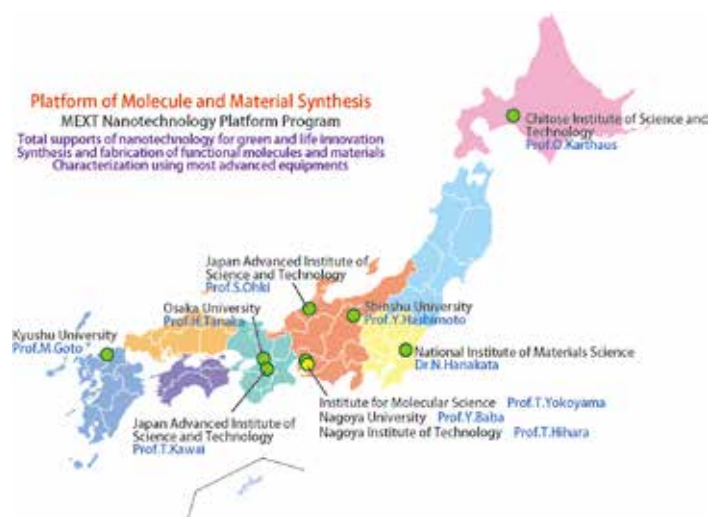 Platform of Molecule and Material Synthesis
MEXT Nanotechnology Platform Program
Total supports of nanotechnology for green and life innovation
Synthesis and fabrication of functional molecules and materials
Characterization using most advanced equipments
Chitose Institute of Science and
Technology
Prof.O.Karthaus
Japan Advanced Institute of
Science and Technology
Prof.S.Ohki
Osaka University
Prof.H.Tanaka
Shinshu University
Prof.Y.Hashimoto
Kyushu University
Prof.M.Goto
National Institute of Materials Science
Dr.N.Hanakata
Institute for Molecular Science Prof.T.Yokoyama
Nagoya University Prof.Y.Baba
Nagoya Institute of Technology Prof.T.Hihara
Japan Advanced Institute of
Science and Technology
Prof.T.Kawai